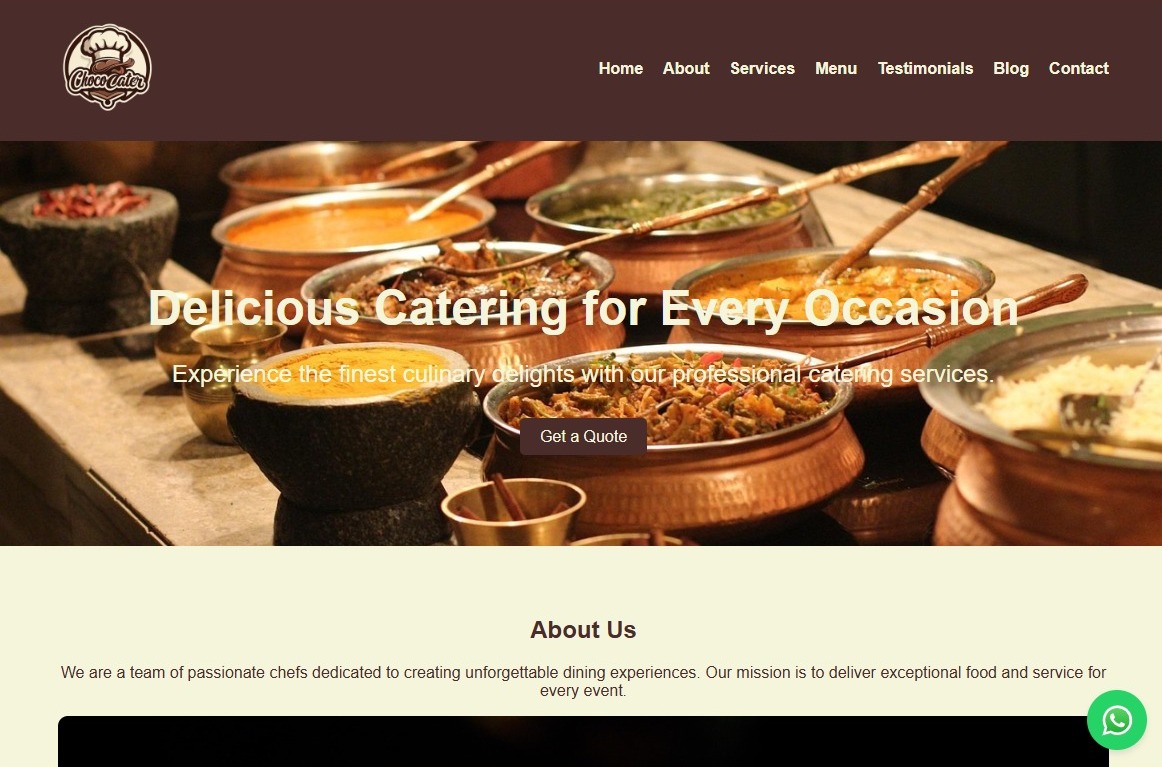 Choco Cater
Home About Services Menu Testimonials Blog Contact
Delicious Catering for Every Occasion
Experience the finest culinary delights with our professional catering services.
Get a Quote
About Us
We are a team of passionate chefs dedicated to creating unforgettable dining experiences. Our mission is to deliver exceptional food and service for
every event.